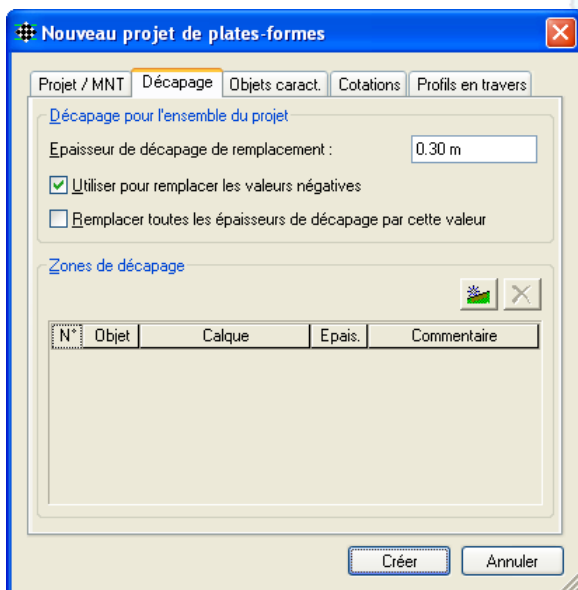 Nouveau projet de plates-formes
Projet / MNT Décapage Objets caract. Cotations Profils en travers
Décapage pour l'ensemble du projet
Epaisseur de décapage de remplacement : 0.30 m
Utiliser pour remplacer les valeurs négatives
Remplacer toutes les épaisseurs de décapage par cette valeur
Zones de décapage
N° Objet Calque Epais. Commentaire
Créer Annuler